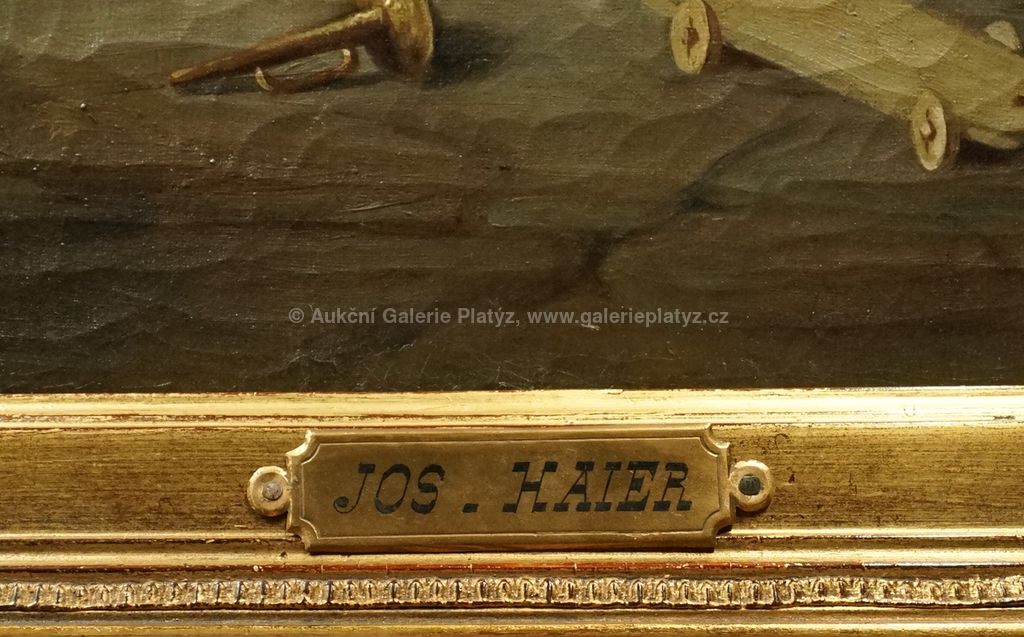 © Aukční Galerie Platýz, www.galerieplatyz.cz
JOS - HAIER